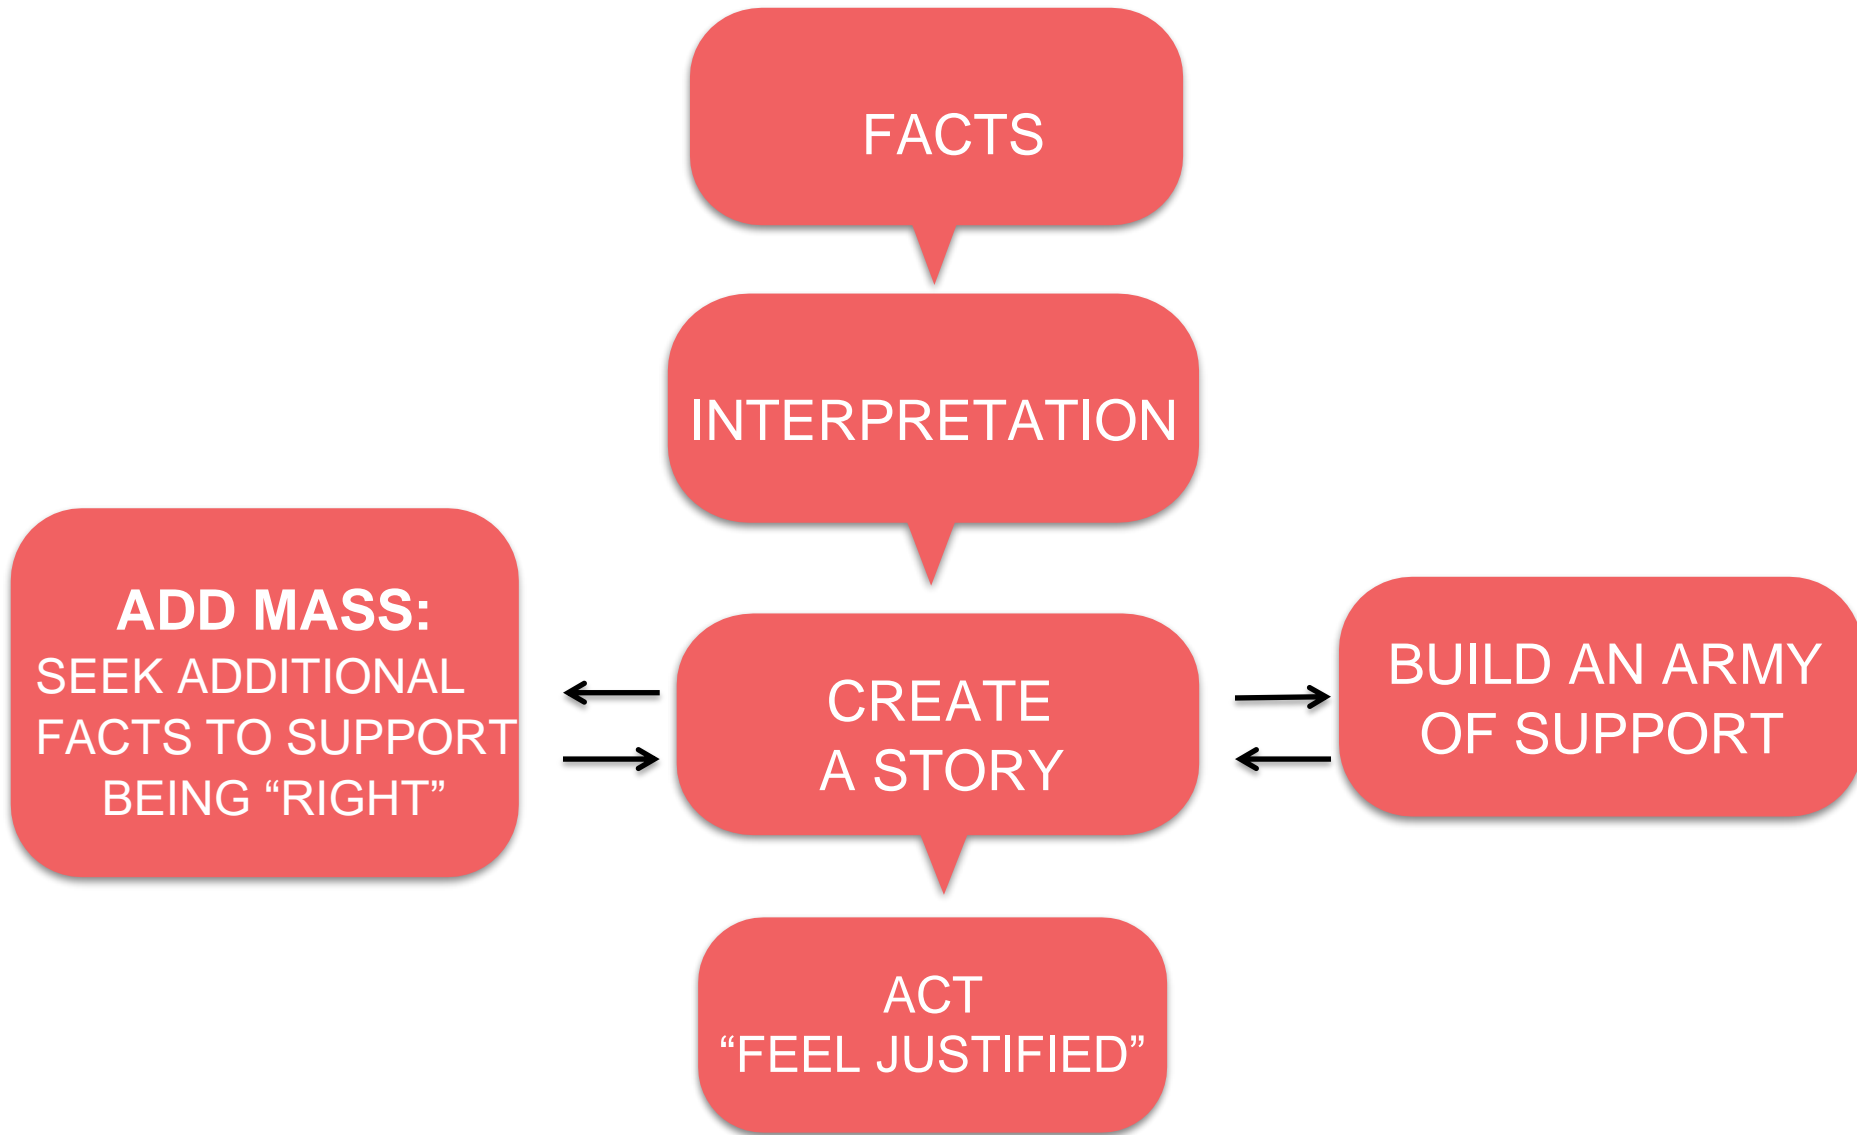 FACTS
INTERPRETATION
ADD MASS:
SEEK ADDITIONAL
FACTS TO SUPPORT
BEING “RIGHT”
CREATE
A STORY
BUILD AN ARMY
OF SUPPORT
ACT
“FEEL JUSTIFIED”